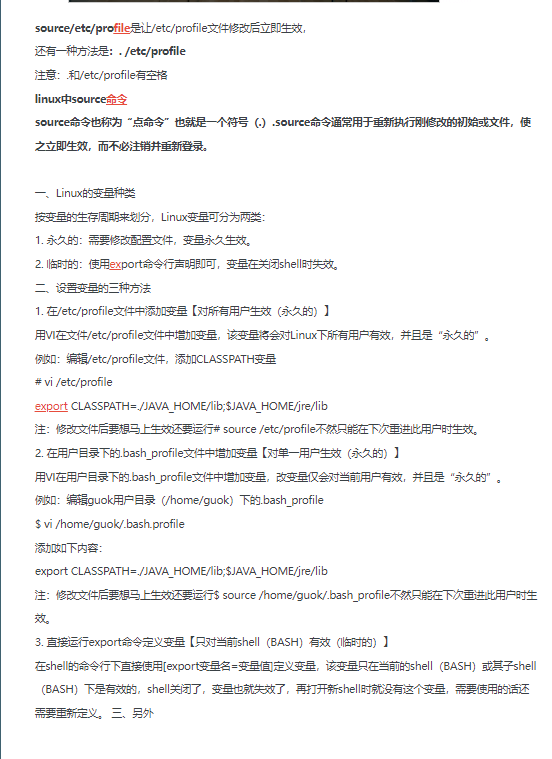 source/etc/profile是让/etc/profile文件修改后立即生效，
还有一种方法是：. /etc/profile
注意：.和/etc/profile有空格
linux中source命令
source命令也称为“点命令”也就是一个符号（.）.source命令通常用于重新执行刚修改的初始或文件，使
之立即生效，而不必注销并重新登录。
一、Linux的变量种类
按变量的生存周期来划分，Linux变量可分为两类：
1. 永久的：需要修改配置文件，变量永久生效。
2. 临时的：使用export命令行声明即可，变量在关闭shell时失效。
二、设置变量的三种方法
1. 在/etc/profile文件中添加变量【对所有用户生效（永久的）】
用VI在文件/etc/profile文件中增加变量，该变量将会对Linux下所有用户有效，并且是“永久的”。
例如：编辑/etc/profile文件，添加CLASSPATH变量
# vi /etc/profile
export CLASSPATH=./JAVA_HOME/lib;$JAVA_HOME/jre/lib
注：修改文件后要想马上生效还要运行# source /etc/profile不然只能在下次重进此用户时生效。
2. 在用户目录下的.bash_profile文件中增加变量【对单一用户生效（永久的）】
用VI在用户目录下的.bash_profile文件中增加变量，改变量仅会对当前用户有效，并且是“永久的”。
例如：编辑guok用户目录（/home/guok）下的.bash_profile
$ vi /home/guok/.bash.profile
添加如下内容：
export CLASSPATH=./JAVA_HOME/lib;$JAVA_HOME/jre/lib
注：修改文件后要想马上生效还要运行$ source /home/guok/.bash_profile不然只能在下次重进此用户时生
效。
3. 直接运行export命令定义变量【只对当前shell（BASH）有效（临时的）】
在shell的命令行下直接使用[export变量名=变量值]定义变量，该变量只在当前的shell（BASH）或其子shell
（BASH）下是有效的，shell关闭了，变量也就失效了，再打开新shell时就没有这个变量，需要使用的话还
需要重新定义。 三、另外